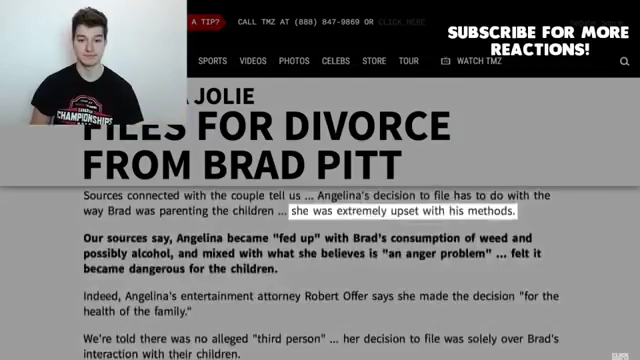 A TIP?
CALL TMZ AT (888) 847-9869 OR CLICK HERE
SUBSCRIBE FOR MORE
REACTIONS!
SPORTS VIDEOS PHOTOS CELEBS STORE TOUR WATCH TMZ
CHAMPIONSHIPS
JOLIE
FILES FOR DIVORCE
FROM BRAD PITT
Sources connected with the couple tell us ... Angelina's decision to file has to do with the
way Brad was parenting the children ... she was extremely upset with his methods.
Our sources say, Angelina became "fed up" with Brad's consumption of weed and
possibly alcohol, and mixed with what she believes is "an anger problem" ... felt it
became dangerous for the children.
Indeed, Angelina's entertainment attorney Robert Offer says she made the decision "for the
health of the family."
We're told there was no alleged "third person" ... her decision to file was solely over Brad's
interaction with their children.